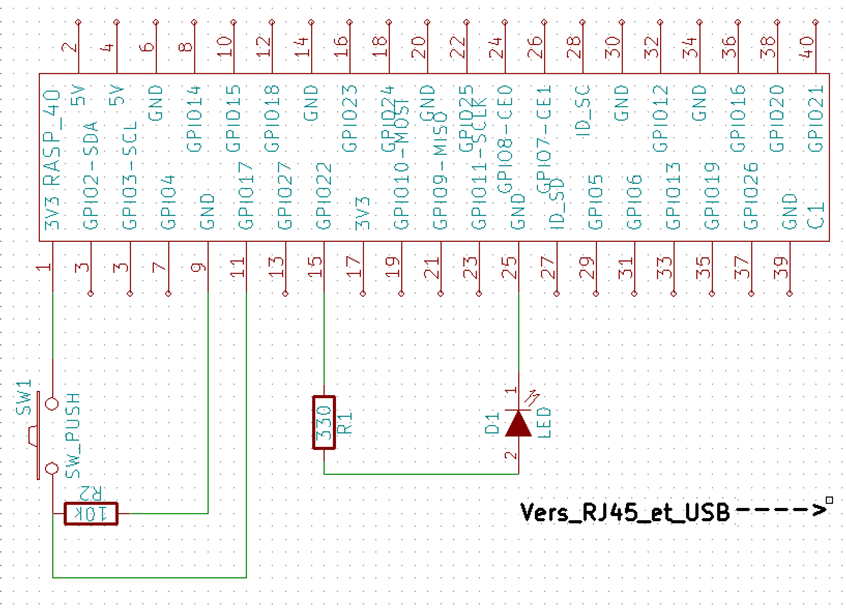 2 4 6 8 10 12 14 16 18 20 22 24 26 28 30 32 34 36 38 40
RASP_40
5V 5V GND GPIO14 GPIO15 GPIO18 GND GPIO23 GPIO24 GND GPIO25 GPIO8-CE0 GPIO7-CE1 ID_SC GND GPIO12 GND GPIO16 GPIO20 GPIO21
3V3 GPIO2-SDA GPIO3-SCL GPIO4 GND GPIO17 GPIO27 GPIO22 3V3 GPIO10-MOSI GPIO9-MISO GPIO11-SCLK GND ID_SD GPIO5 GPIO6 GPIO13 GPIO19 GPIO26 GND C1
1 3 3 7 9 11 13 15 17 19 21 23 25 27 29 31 33 35 37 39
SW1
SW_PUSH
330
R1
1
D1
LED
2
R2
10k
Vers_RJ45_et_USB---->